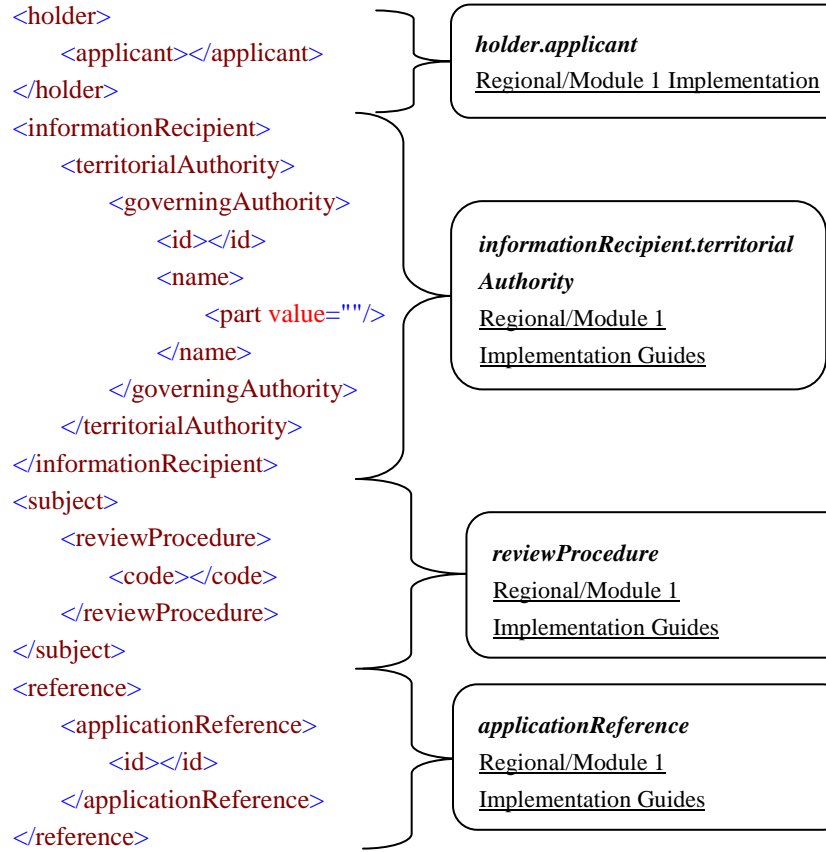 <holder>
<applicant></applicant>
</holder>
<informationRecipient>
<territorialAuthority>
<governingAuthority>
<id></id>
<name>
<part value=""/>
</name>
</governingAuthority>
</territorialAuthority>
</informationRecipient>
<subject>
<reviewProcedure>
<code></code>
</reviewProcedure>
</subject>
<reference>
<applicationReference>
<id></id>
</applicationReference>
</reference>
holder.applicant
Regional/Module 1 Implementation
informationRecipient.territorial
Authority
Regional/Module 1
Implementation Guides
reviewProcedure
Regional/Module 1
Implementation Guides
applicationReference
Regional/Module 1
Implementation Guides